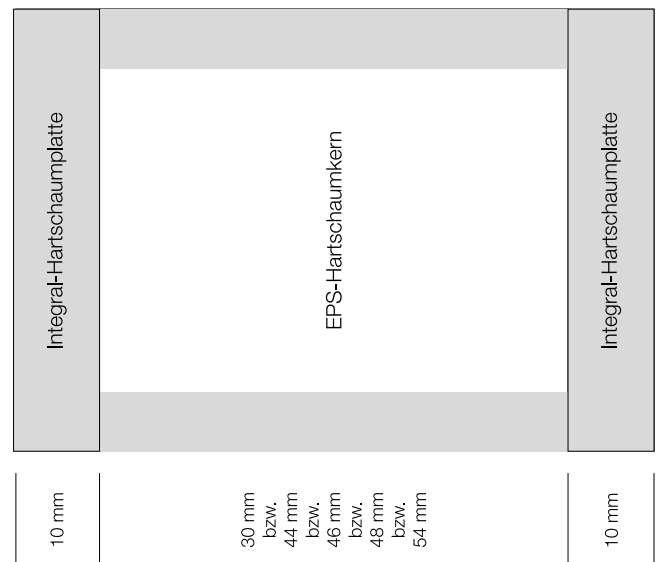 Integral-Hartschaumplatte
EPS-Hartschaumkern
Integral-Hartschaumplatte
10 mm
30 mm
bzw.
44 mm
bzw.
46 mm
bzw.
48 mm
bzw.
54 mm
10 mm